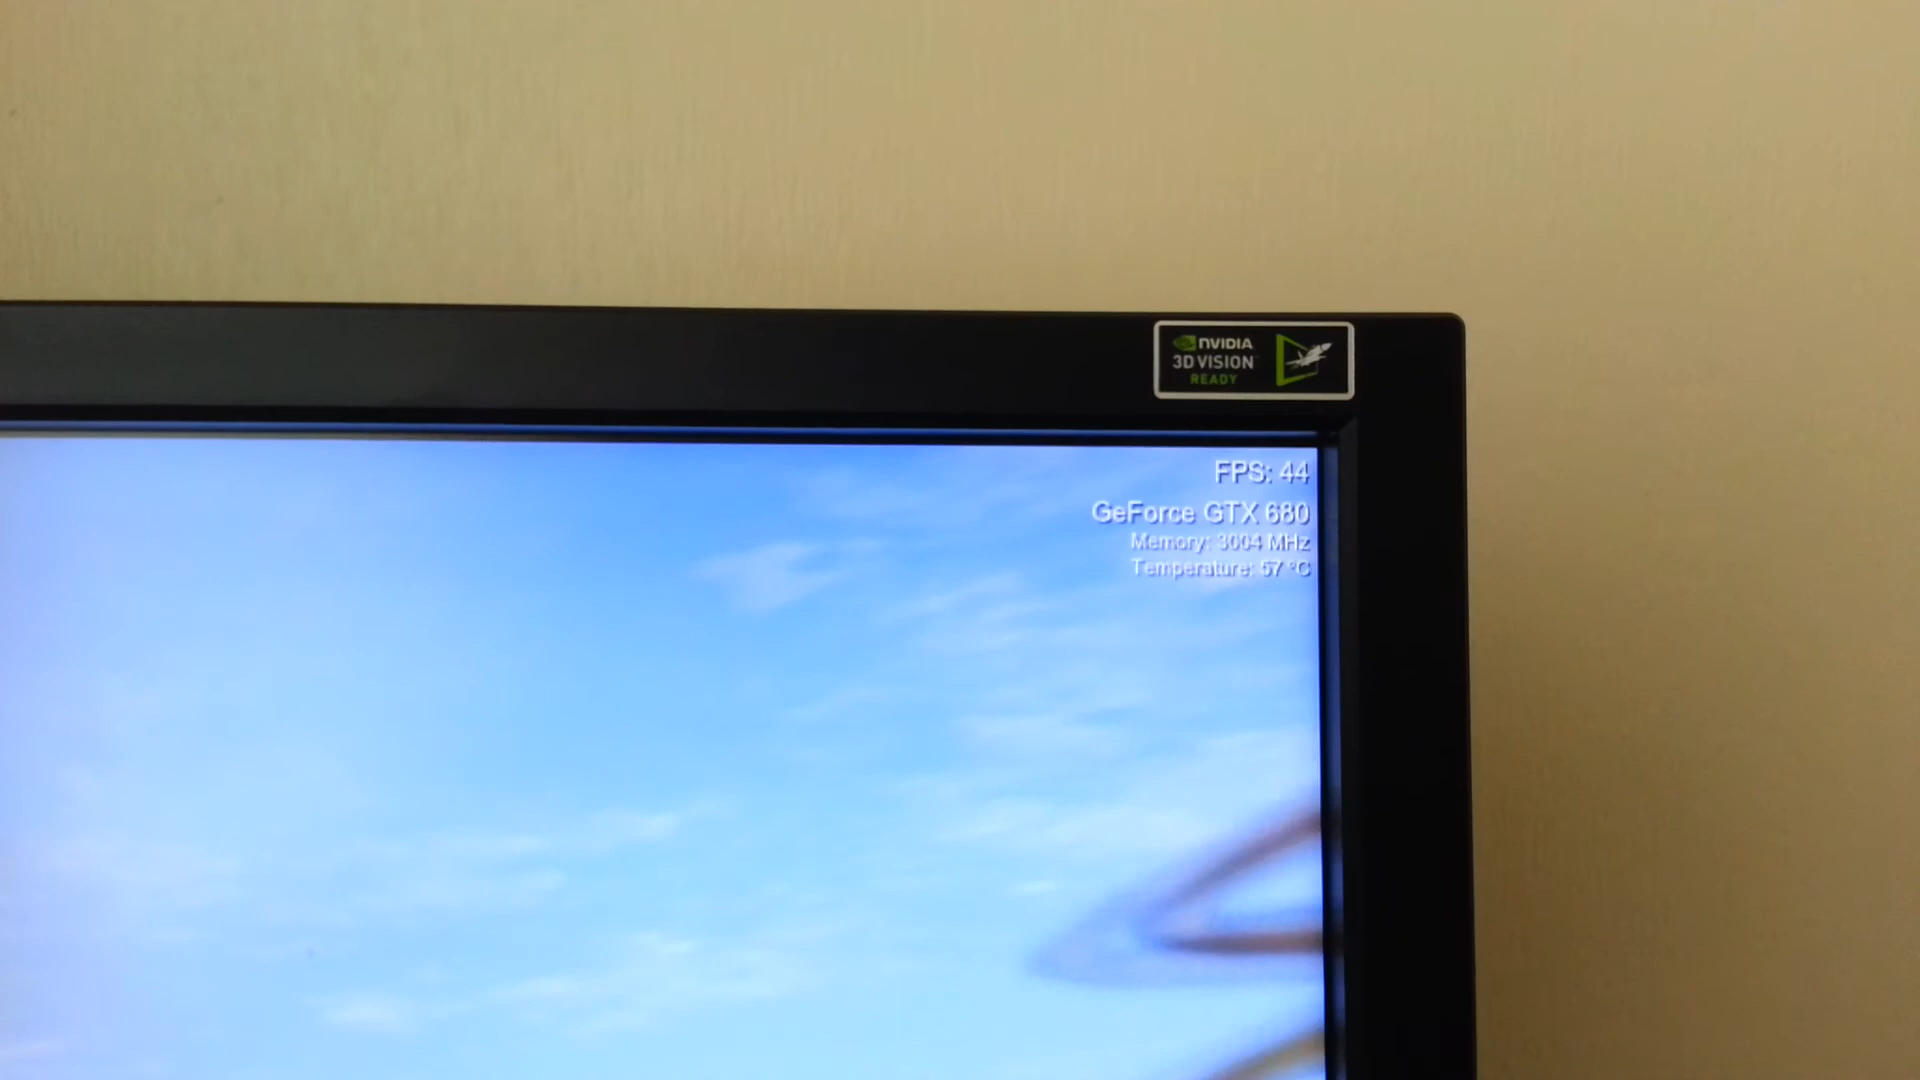 NVIDIA
3D VISION
READY
FPS: 44
GeForce GTX 680
Memory: 3004 MHz
Temperature: 57 °C